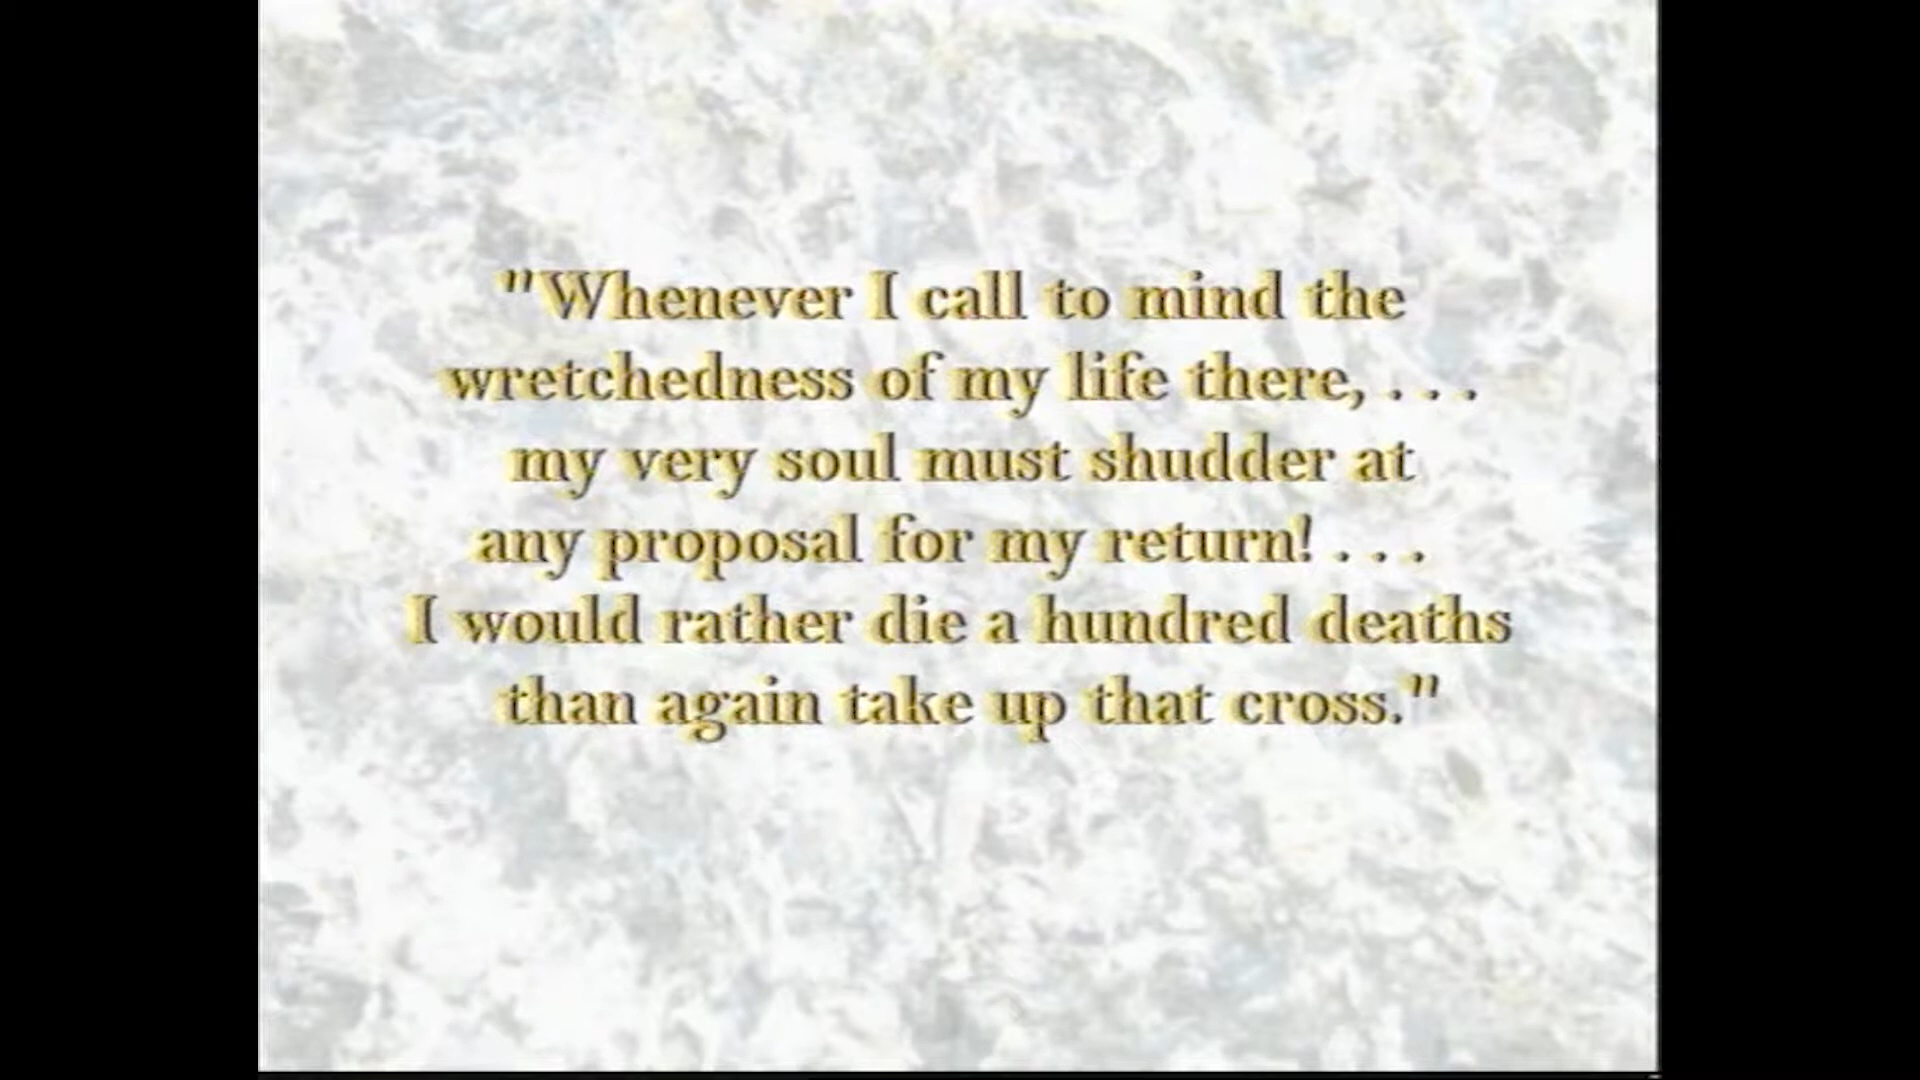 "Whenever I call to mind the
wretchedness of my life there, . . .
my very soul must shudder at
any proposal for my return! . . .
I would rather die a hundred deaths
than again take up that cross."